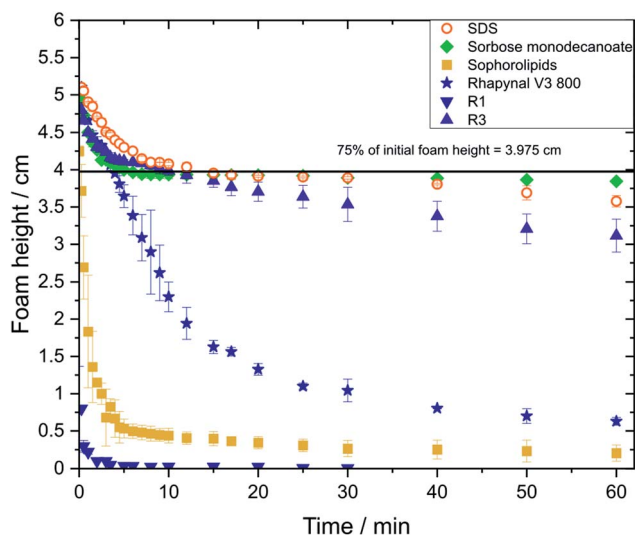 SDS
Sorbose monodecanoate
Sophorolipids
Rhapynal V3 800
R1
R3
75% of initial foam height = 3.975 cm
6
5.5
5
4.5
4
3.5
3
2.5
2
1.5
1
0.5
0
Foam height / cm
0 10 20 30 40 50 60
Time / min